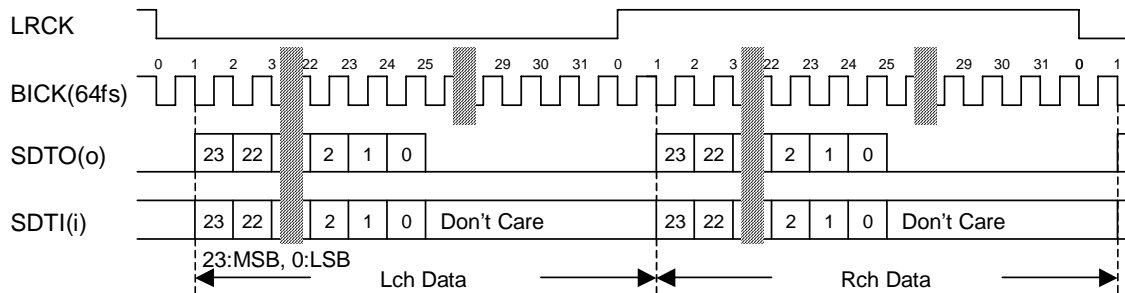 LRCK
0 1 2 3 22 23 24 25 29 30 31 0 1 2 3 22 23 24 25 29 30 31 0 1
BICK(64fs)
SDTO(o) 23 22 2 1 0 23 22 2 1 0
SDTI(i) 23 22 2 1 0 Don't Care 23 22 2 1 0 Don't Care
23:MSB, 0:LSB
Lch Data Rch Data